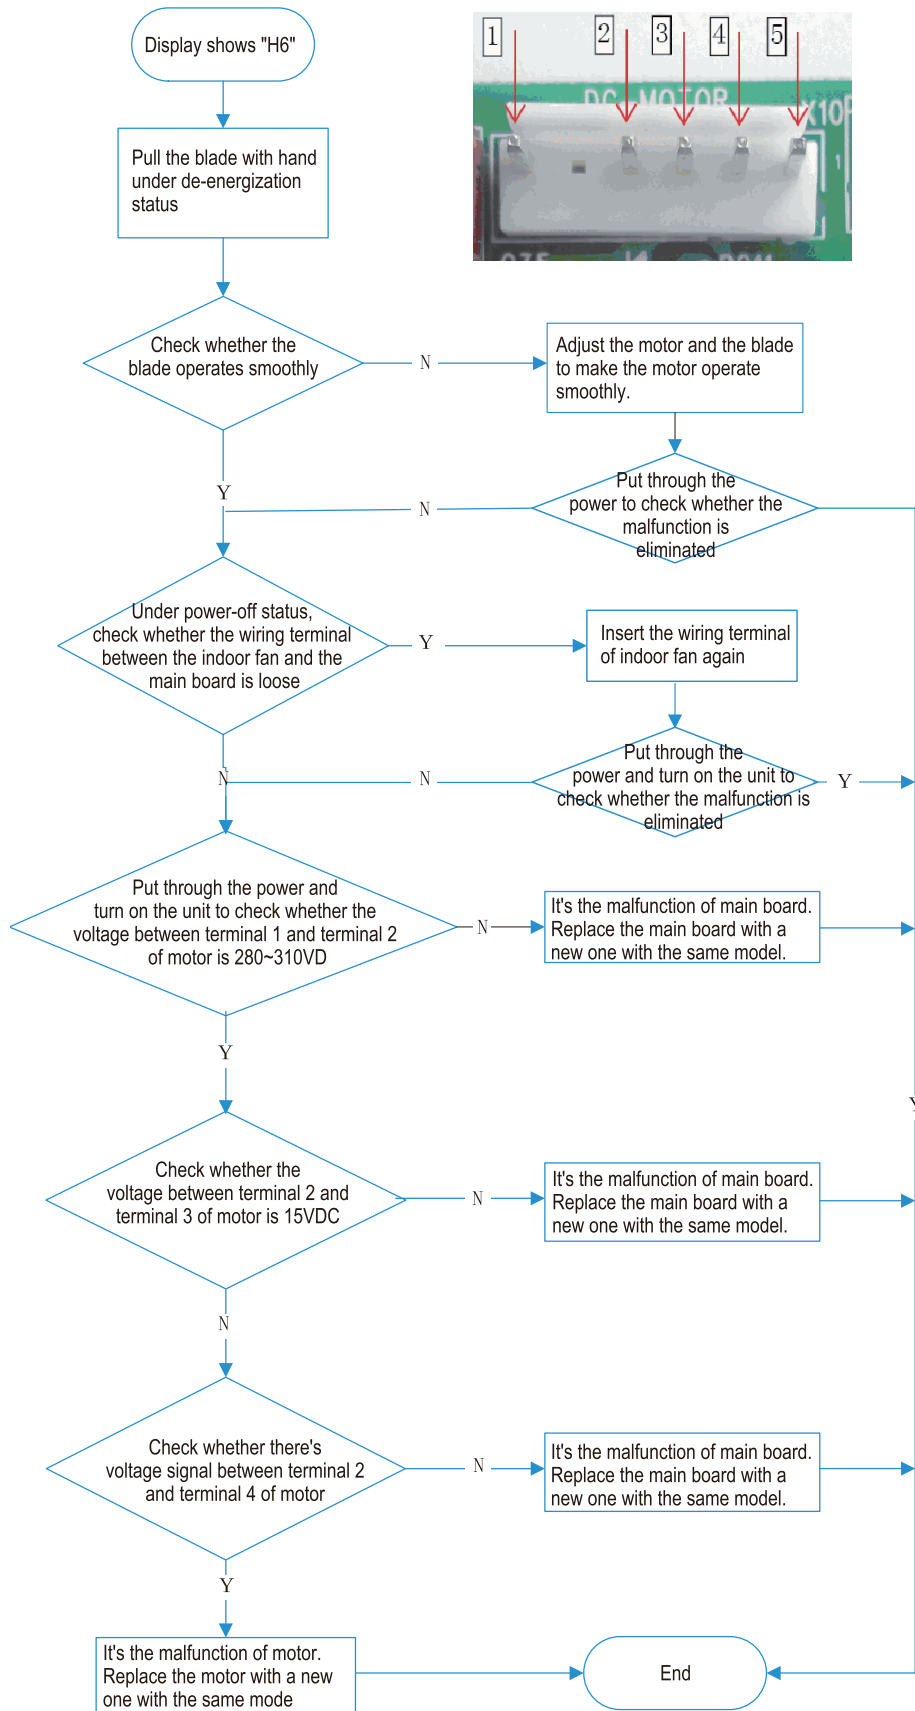 Display shows "H6"
1
2
3
4
5
DC MOTOR
Pull the blade with hand
under de-energization
status
Check whether the
blade operates smoothly
N
Adjust the motor and the blade
to make the motor operate
smoothly.
Y
Put through the
power to check whether the
malfunction is
eliminated
N
Under power-off status,
check whether the wiring terminal
between the indoor fan and the
main board is loose
Y
Insert the wiring terminal
of indoor fan again
N
Put through the
power and turn on the unit to
check whether the malfunction is
eliminated
N
Y
Put through the power and
turn on the unit to check whether the
voltage between terminal 1 and terminal 2
of motor is 280~310VD
N
It's the malfunction of main board.
Replace the main board with a
new one with the same model.
Y
Y
Check whether the
voltage between terminal 2 and
terminal 3 of motor is 15VDC
N
It's the malfunction of main board.
Replace the main board with a
new one with the same model.
N
Check whether there's
voltage signal between terminal 2
and terminal 4 of motor
N
It's the malfunction of main board.
Replace the main board with a
new one with the same model.
Y
It's the malfunction of motor.
Replace the motor with a new
one with the same mode
End